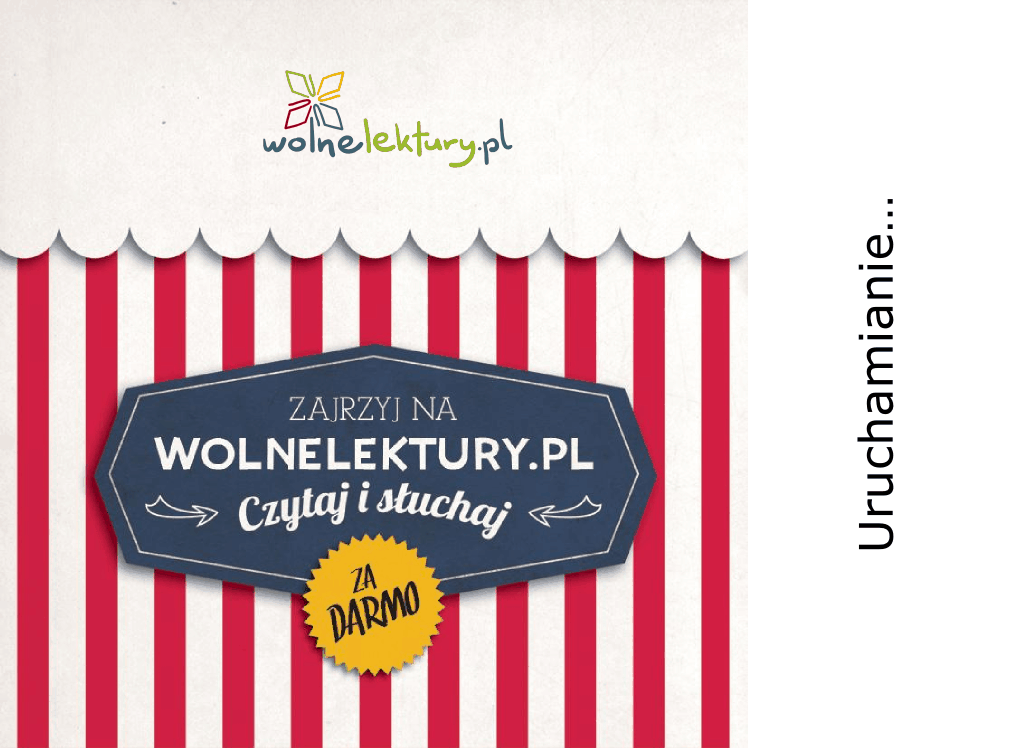 wolnelektury.pl
ZAJRZYJ NA
WOLNELEKTURY.PL
Czytaj i słuchaj
ZA
DARMO
Uruchamianie...